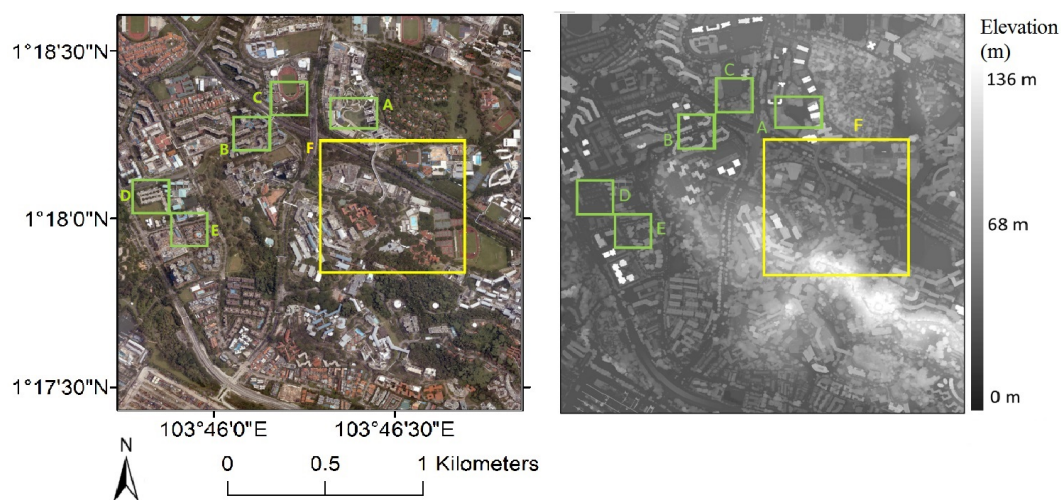 1°18'30"N
1°18'0"N
1°17'30"N
103°46'0"E
103°46'30"E
A
B
C
D
E
F
N
0
0.5
1 Kilometers
A
B
C
D
E
F
Elevation
(m)
136 m
68 m
0 m